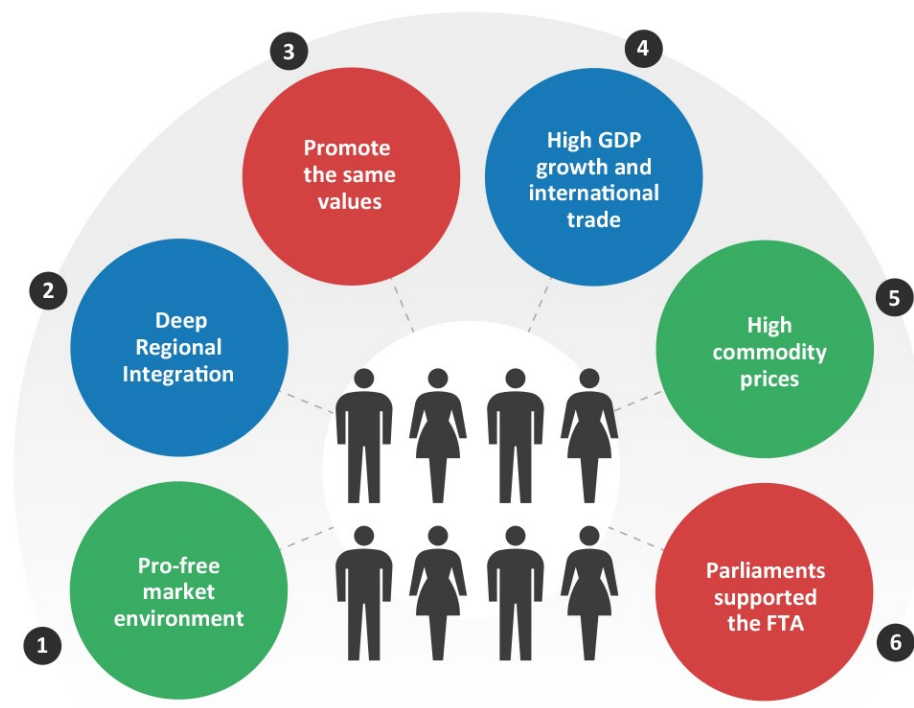 1
Pro-free
market
environment
2
Deep
Regional
Integration
3
Promote
the same
values
4
High GDP
growth and
international
trade
5
High
commodity
prices
6
Parliaments
supported
the FTA